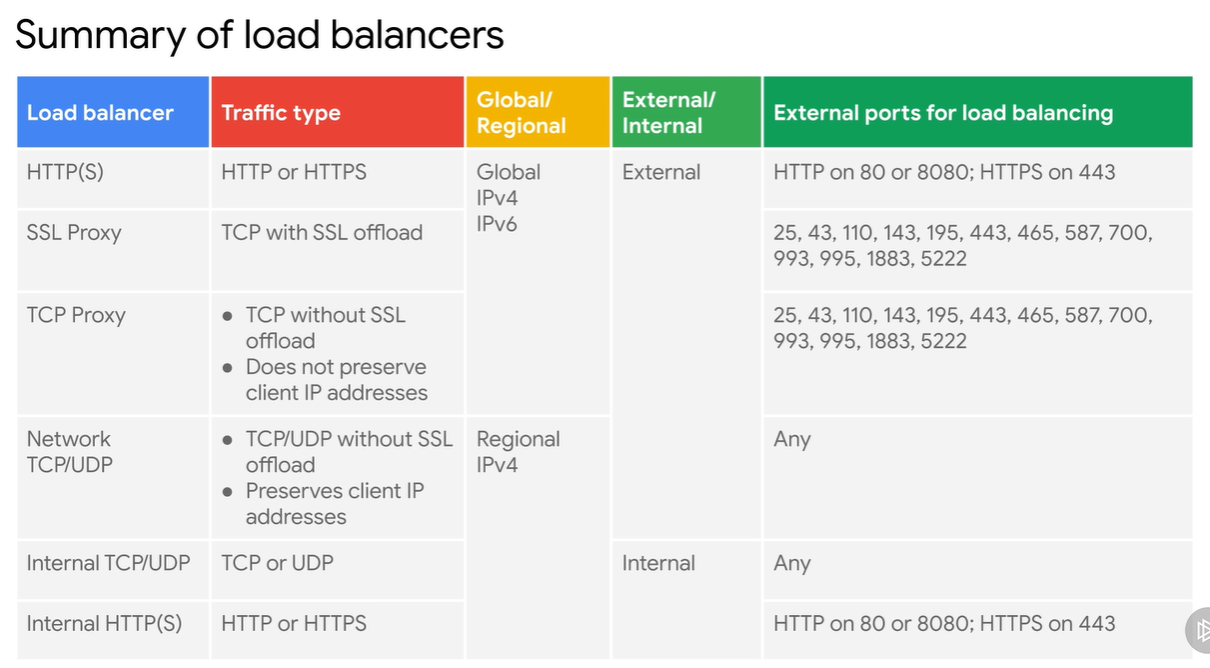 Summary of load balancers
Load balancer
Traffic type
Global/
Regional
External/
Internal
External ports for load balancing
HTTP(S)
HTTP or HTTPS
Global
IPv4
IPv6
External
HTTP on 80 or 8080; HTTPS on 443
SSL Proxy
TCP with SSL offload
25, 43, 110, 143, 195, 443, 465, 587, 700,
993, 995, 1883, 5222
TCP Proxy
● TCP without SSL
offload
● Does not preserve
client IP addresses
25, 43, 110, 143, 195, 443, 465, 587, 700,
993, 995, 1883, 5222
Network
TCP/UDP
● TCP/UDP without SSL
offload
● Preserves client IP
addresses
Regional
IPv4
Any
Internal TCP/UDP
TCP or UDP
Internal
Any
Internal HTTP(S)
HTTP or HTTPS
HTTP on 80 or 8080; HTTPS on 443